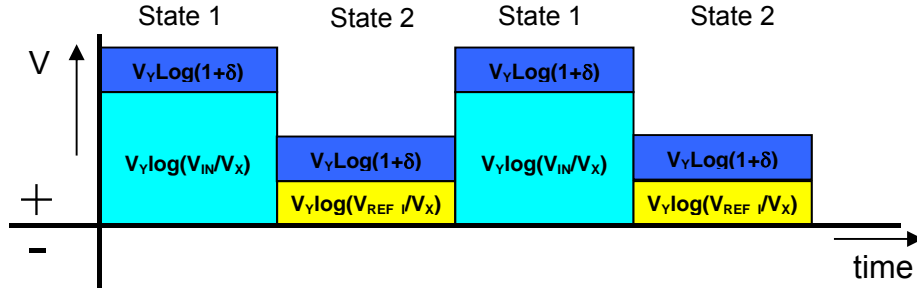 State 1 State 2 State 1 State 2
V
VYLog(1+δ) VYLog(1+δ)
VYLog(1+δ) VYLog(1+δ)
VYlog(VIN/VX) VYlog(VIN/VX)
VYlog(VREF I/VX) VYlog(VREF I/VX)
+
-
time